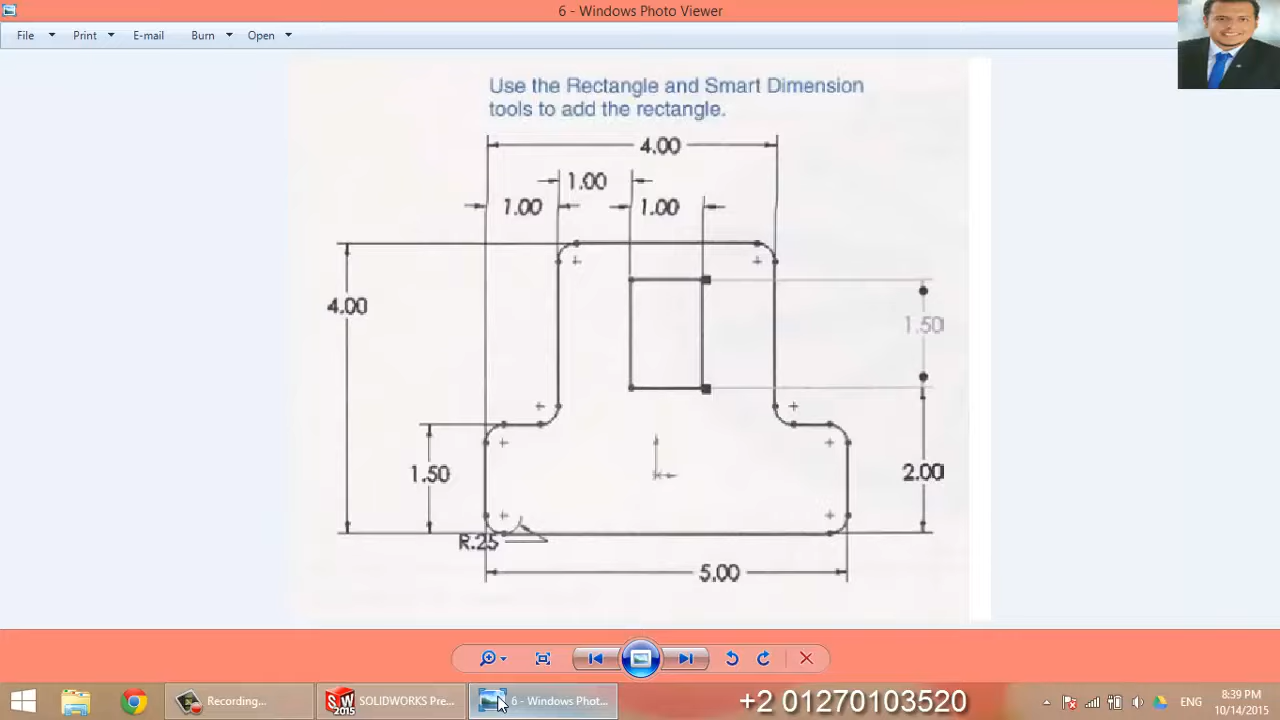 6 - Windows Photo Viewer
File Print E-mail Burn Open
Use the Rectangle and Smart Dimension
tools to add the rectangle.
4.00
1.00
1.00 1.00
4.00
1.50
1.50
2.00
R.25
5.00
Recording...
SOLIDWORKS Pre...
6 - Windows Phot...
+2 01270103520
ENG
8:39 PM
10/14/2015
SW
2015